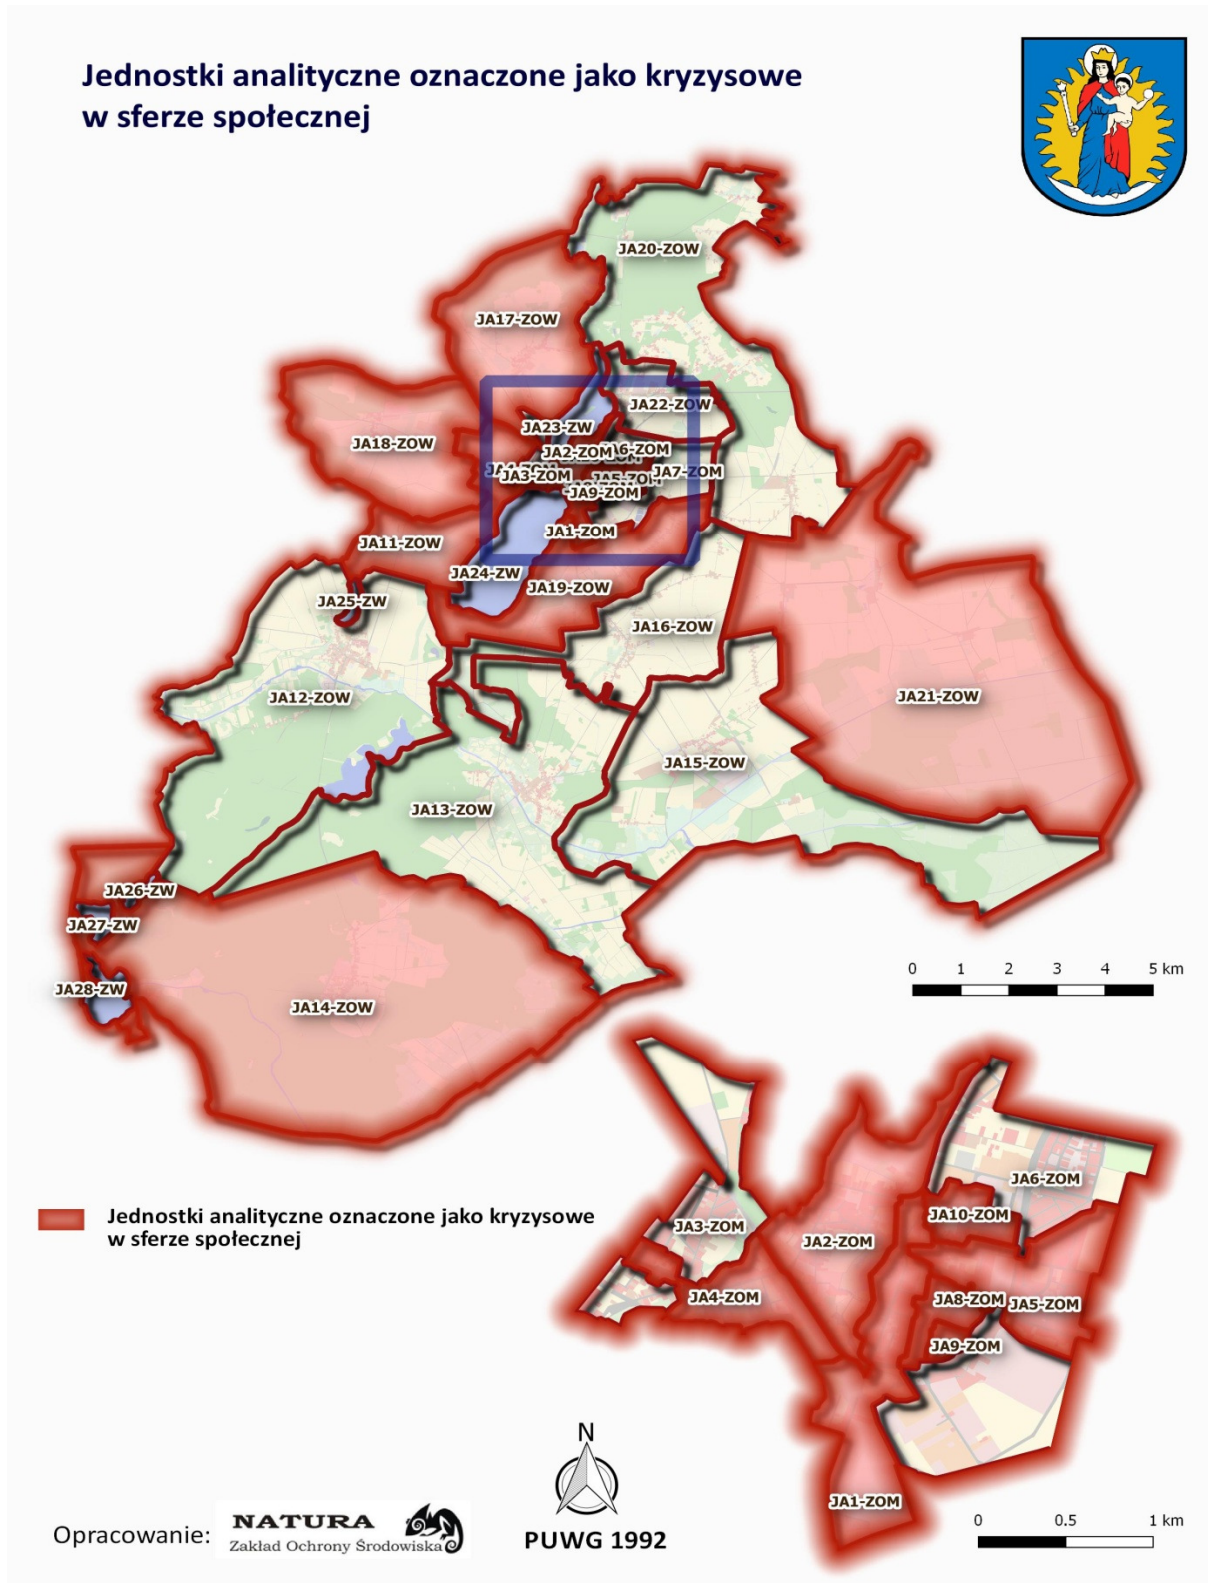 Jednostki analityczne oznaczone jako kryzysowe
w sferze społecznej
JA20-ZOW
JA17-ZOW
JA22-ZOW
JA23-ZW
JA18-ZOW
JA2-ZOM
JA6-ZOM
JA3-ZOM
JA7-ZOM
JA9-ZOM
JA1-ZOM
JA11-ZOW
JA24-ZW
JA19-ZOW
JA25-ZW
JA16-ZOW
JA12-ZOW
JA21-ZOW
JA15-ZOW
JA13-ZOW
JA26-ZW
JA27-ZW
JA28-ZW
JA14-ZOW
0 1 2 3 4 5 km
JA6-ZOM
JA10-ZOM
JA3-ZOM
JA2-ZOM
JA4-ZOM
JA8-ZOM
JA5-ZOM
JA9-ZOM
JA1-ZOM
Jednostki analityczne oznaczone jako kryzysowe
w sferze społecznej
N
PUWG 1992
0 0.5 1 km
Opracowanie:
NATURA
Zakład Ochrony Środowiska